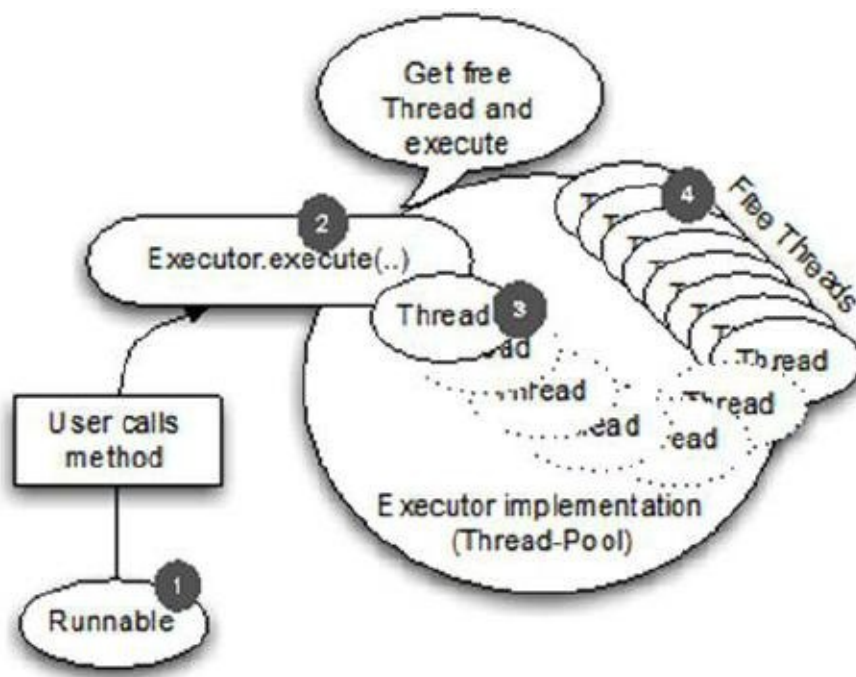 Get free
Thread and
execute
2
Executor.execute(..)
4
Free Threads
Thread
3
Thread
Thread
Thread
User calls
method
Executor implementation
(Thread-Pool)
1
Runnable